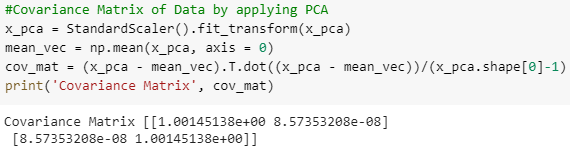 #Covariance Matrix of Data by applying PCA
x_pca = StandardScaler().fit_transform(x_pca)
mean_vec = np.mean(x_pca, axis = 0)
cov_mat = (x_pca - mean_vec).T.dot((x_pca - mean_vec))/(x_pca.shape[0]-1)
print('Covariance Matrix', cov_mat)
Covariance Matrix [[1.00145138e+00 8.57353208e-08]
 [8.57353208e-08 1.00145138e+00]]